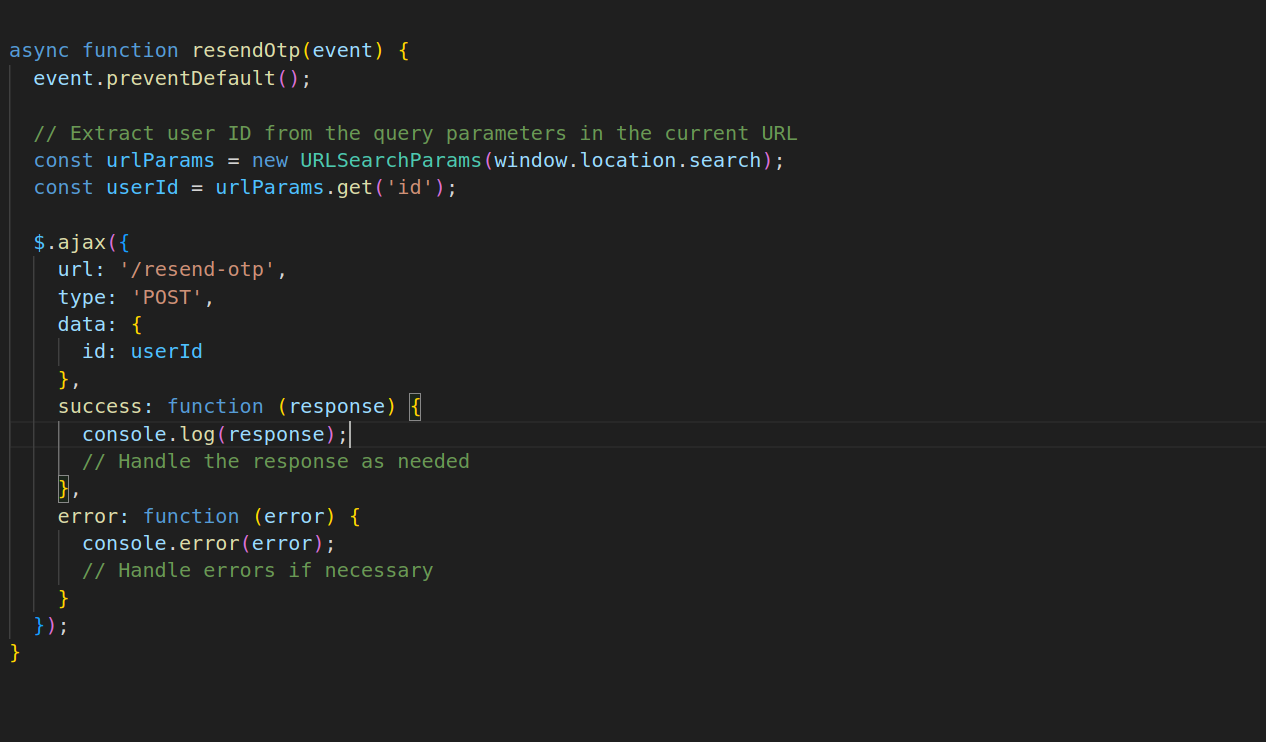 async function resendOtp(event) {
  event.preventDefault();

  // Extract user ID from the query parameters in the current URL
  const urlParams = new URLSearchParams(window.location.search);
  const userId = urlParams.get('id');

  $.ajax({
    url: '/resend-otp',
    type: 'POST',
    data: {
      id: userId
    },
    success: function (response) {
      console.log(response);
      // Handle the response as needed
    },
    error: function (error) {
      console.error(error);
      // Handle errors if necessary
    }
  });
}